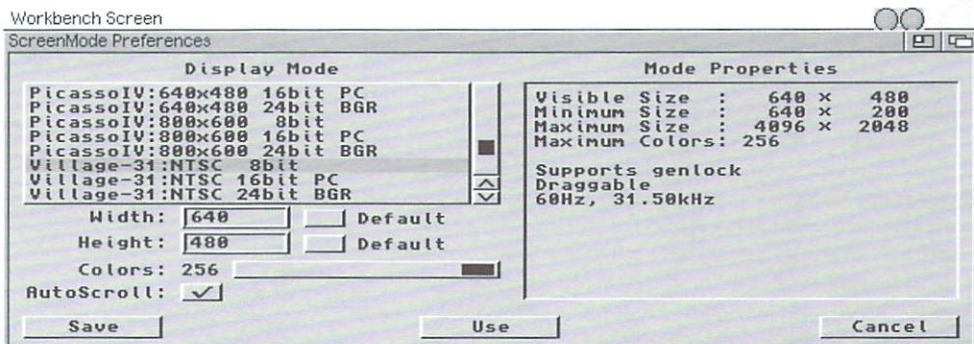 Workbench Screen
ScreenMode Preferences
Display Mode
PicassoIV:640x480 16bit PC
PicassoIV:640x480 24bit BGR
PicassoIV:800x600  8bit
PicassoIV:800x600 16bit PC
PicassoIV:800x600 24bit BGR
Village-31:NTSC  8bit
Village-31:NTSC 16bit PC
Village-31:NTSC 24bit BGR
Width: 640 Default
Height: 480 Default
Colors: 256
AutoScroll:
Mode Properties
Visible Size  :  640 ×  480
Minimum Size  :  640 ×  200
Maximum Size  : 4096 × 2048
Maximum Colors: 256
Supports genlock
Draggable
60Hz, 31.50kHz
Save Use Cancel